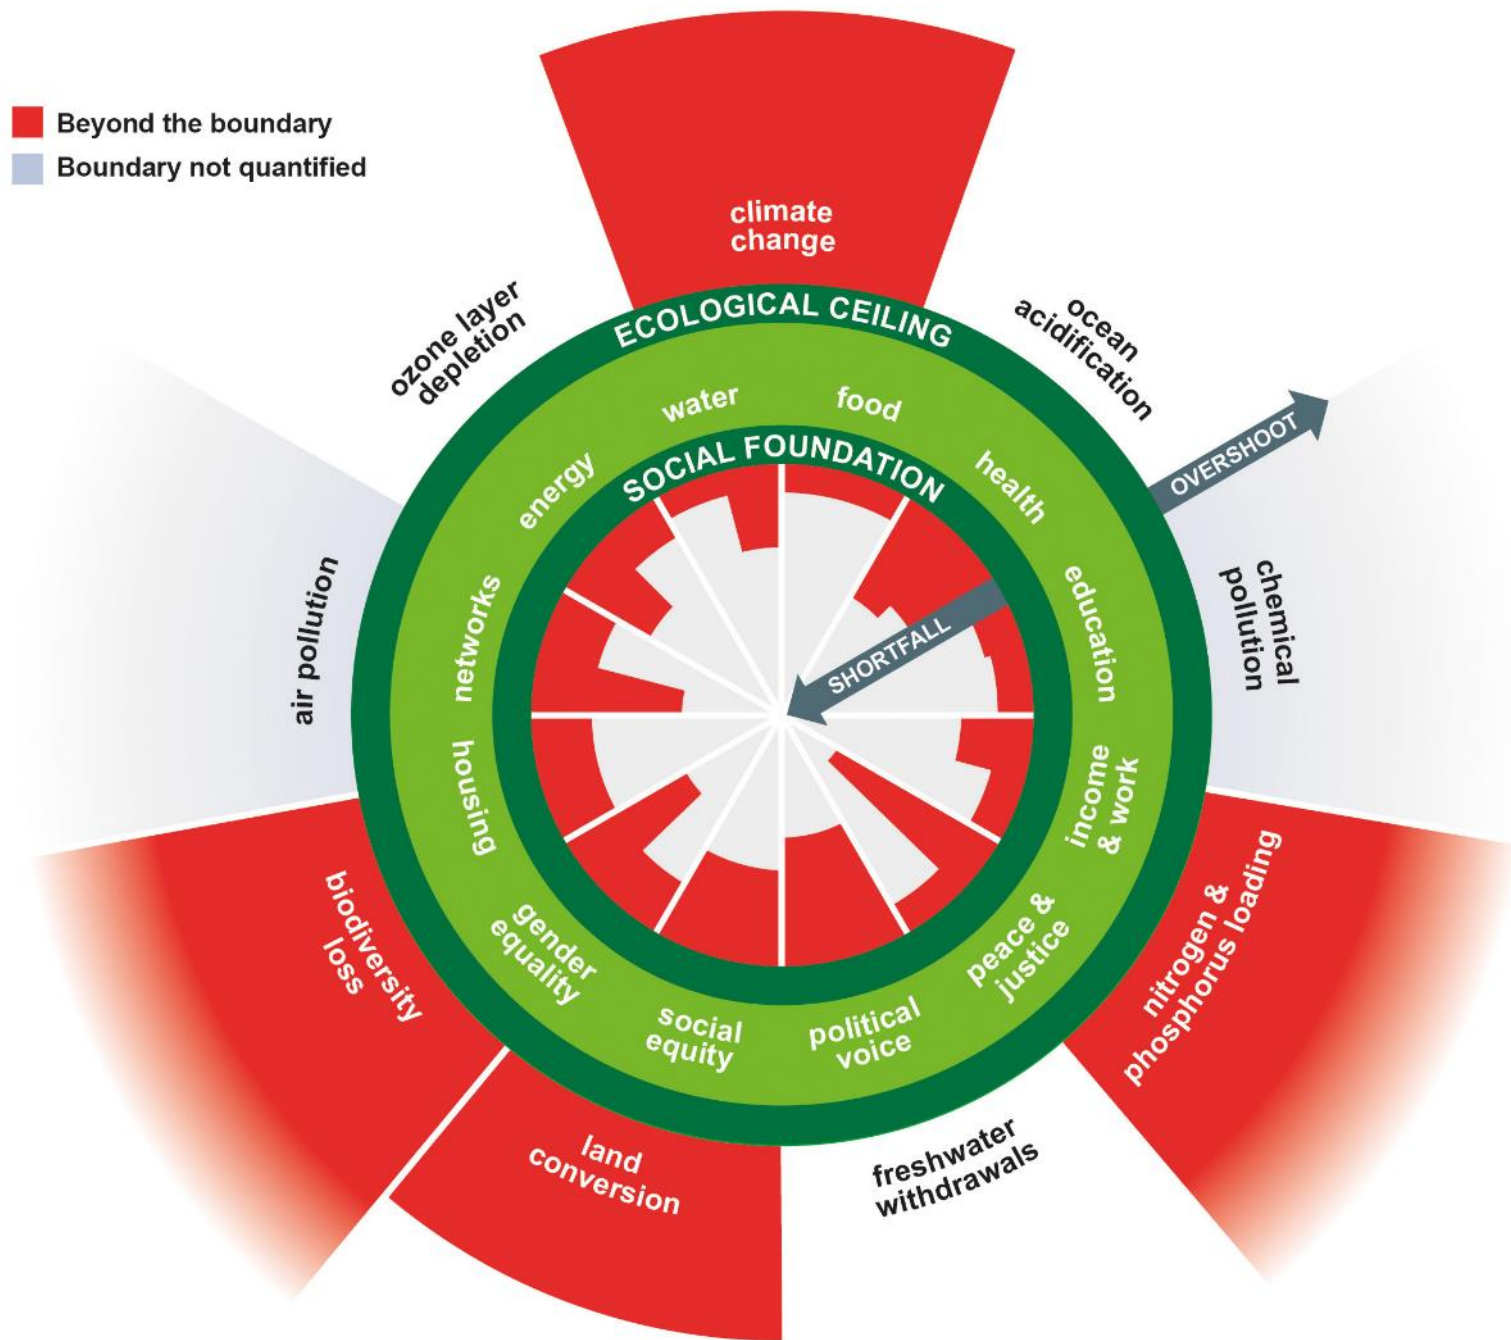 Beyond the boundary
Boundary not quantified
climate
change
ozone layer
depletion
ocean
acidification
ECOLOGICAL CEILING
water
food
OVERSHOOT
SOCIAL FOUNDATION
energy
health
air pollution
networks
SHORTFALL
education
chemical
pollution
housing
income
& work
biodiversity
loss
gender
equality
peace &
justice
nitrogen &
phosphorus loading
social
equity
political
voice
land
conversion
freshwater
withdrawals